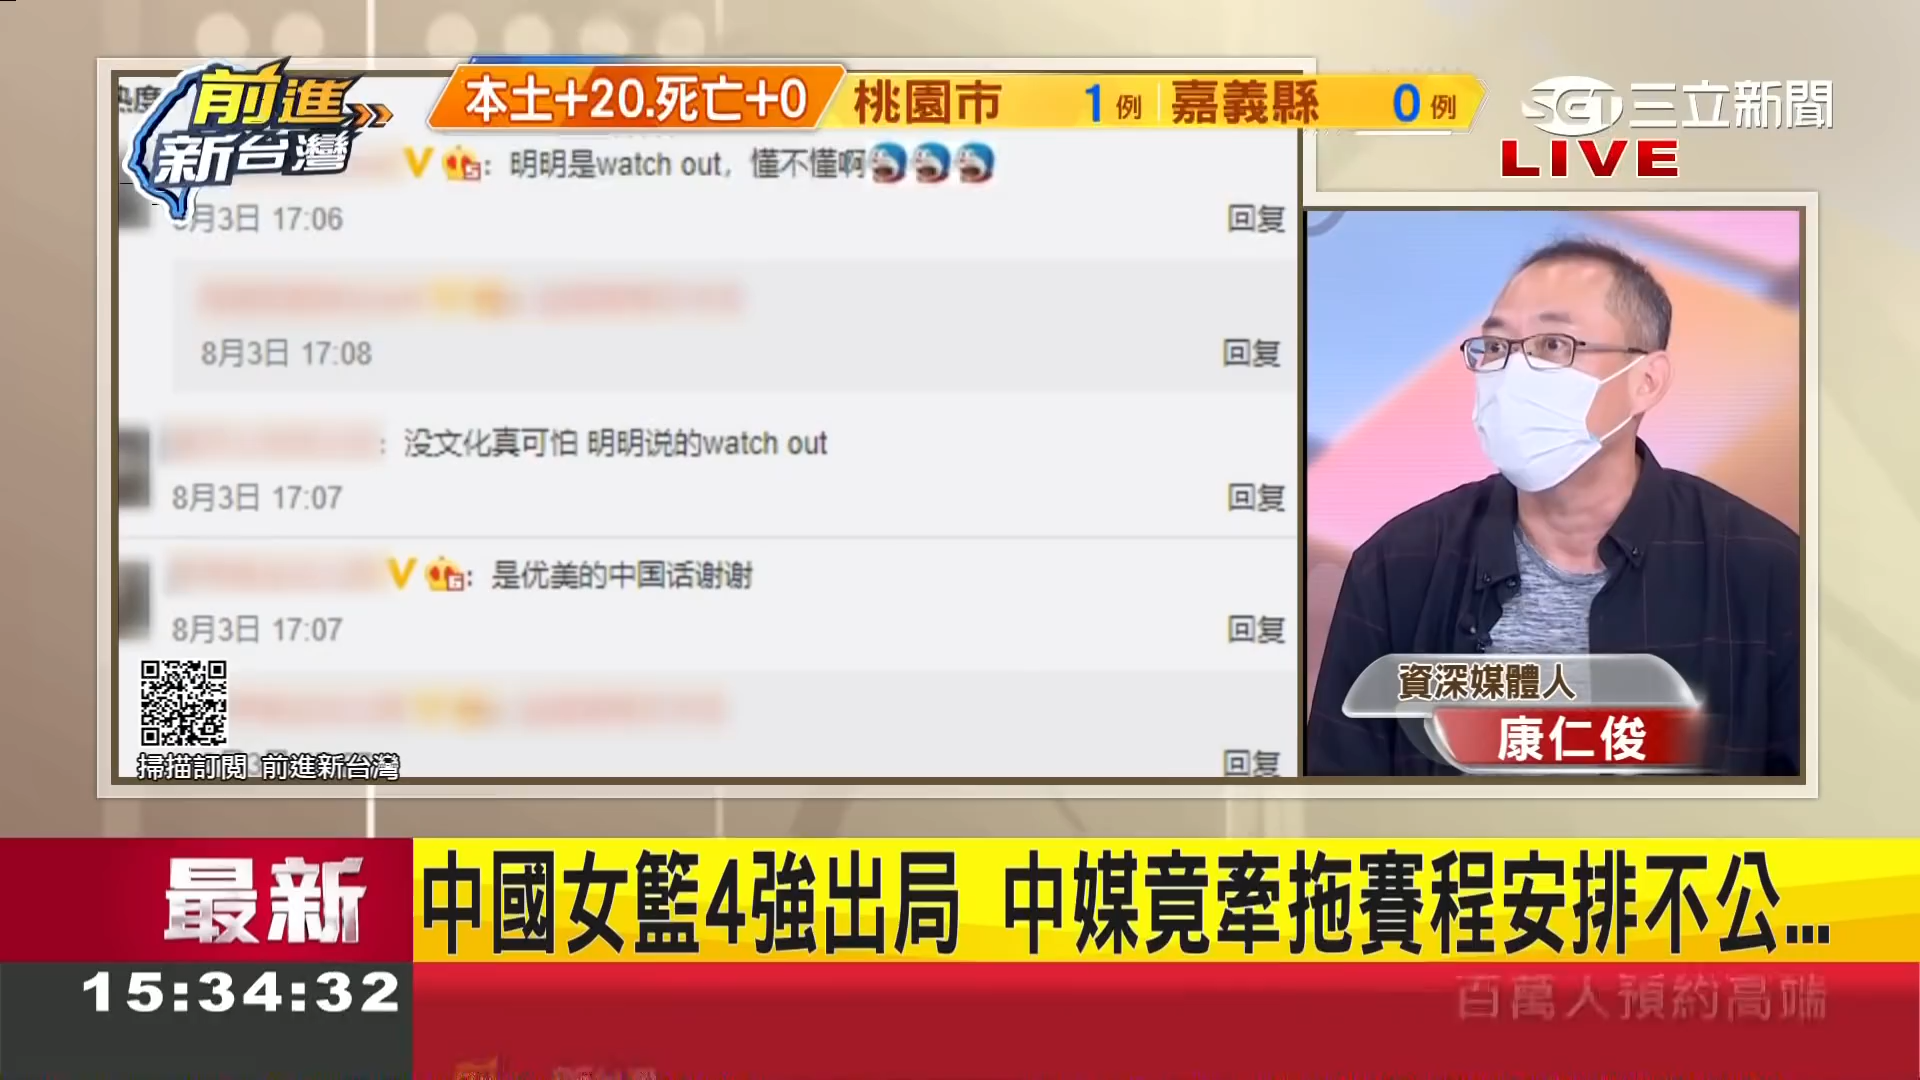 热度
前進
新台灣
本土+20.死亡+0
桃園市 1例
嘉義縣 0例
SET三立新聞
LIVE
：明明是watch out，懂不懂啊
月3日 17:06
回复
8月3日 17:08
回复
：没文化真可怕 明明说的watch out
8月3日 17:07
回复
：是优美的中国话谢谢
8月3日 17:07
回复
回复
掃描訂閱 前進新台灣
資深媒體人
康仁俊
最新
中國女籃4強出局 中媒竟牽拖賽程安排不公...
15:34:32
百萬人預約高端